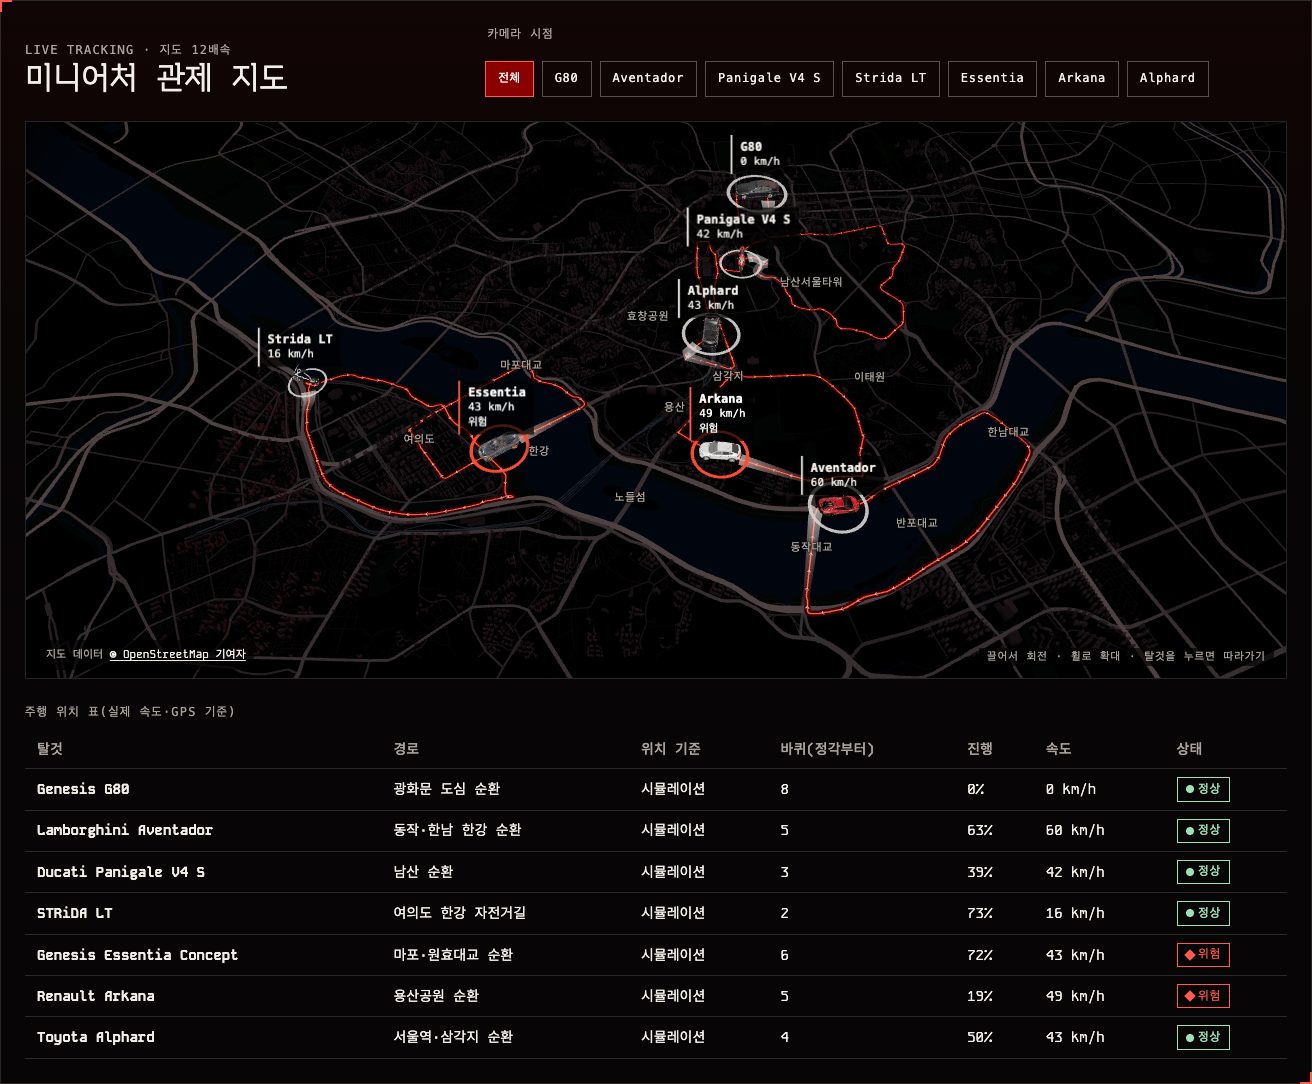 카메라 시점
LIVE TRACKING · 지도 12배속
미니어처 관제 지도
전체 G80 Aventador Panigale V4 S Strida LT Essentia Arkana Alphard
G80
0 km/h
Panigale V4 S
42 km/h
남산서울타워
Alphard
43 km/h
효창공원
Strida LT
16 km/h
마포대교
삼각지
이태원
Essentia
43 km/h
위험
Arkana
49 km/h
위험
용산
여의도
한강
한남대교
Aventador
60 km/h
노들섬
반포대교
동작대교
지도 데이터 © OpenStreetMap 기여자
끌어서 회전 · 휠로 확대 · 탈것을 누르면 따라가기
주행 위치 표(실제 속도·GPS 기준)
탈것 경로 위치 기준 바퀴(정각부터) 진행 속도 상태
Genesis G80 광화문 도심 순환 시뮬레이션 8 0% 0 km/h 정상
Lamborghini Aventador 동작·한남 한강 순환 시뮬레이션 5 63% 60 km/h 정상
Ducati Panigale V4 S 남산 순환 시뮬레이션 3 39% 42 km/h 정상
STRiDA LT 여의도 한강 자전거길 시뮬레이션 2 73% 16 km/h 정상
Genesis Essentia Concept 마포·원효대교 순환 시뮬레이션 6 72% 43 km/h 위험
Renault Arkana 용산공원 순환 시뮬레이션 5 19% 49 km/h 위험
Toyota Alphard 서울역·삼각지 순환 시뮬레이션 4 50% 43 km/h 정상